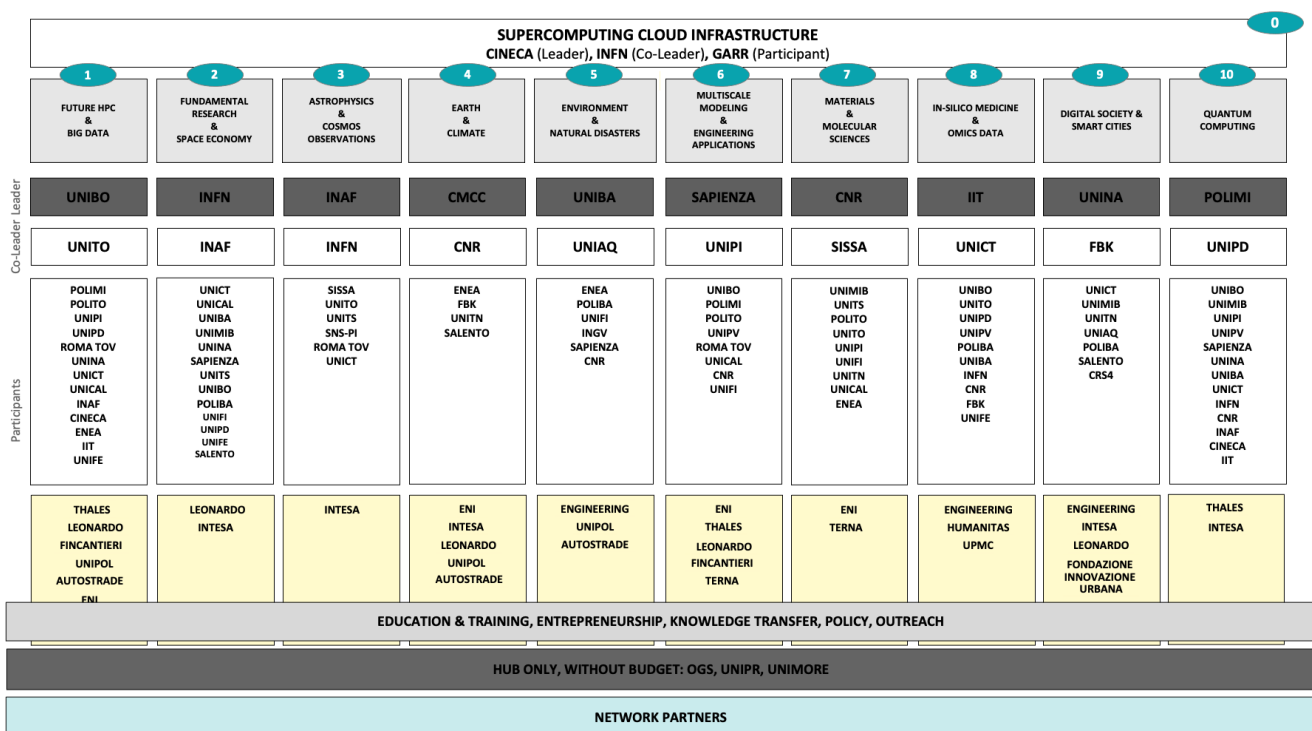 0
SUPERCOMPUTING CLOUD INFRASTRUCTURE
CINECA (Leader), INFN (Co-Leader), GARR (Participant)
1
FUTURE HPC
&
BIG DATA
2
FUNDAMENTAL
RESEARCH
&
SPACE ECONOMY
3
ASTROPHYSICS
&
COSMOS
OBSERVATIONS
4
EARTH
&
CLIMATE
5
ENVIRONMENT
&
NATURAL DISASTERS
6
MULTISCALE
MODELING
&
ENGINEERING
APPLICATIONS
7
MATERIALS
&
MOLECULAR
SCIENCES
8
IN-SILICO MEDICINE
&
OMICS DATA
9
DIGITAL SOCIETY &
SMART CITIES
10
QUANTUM
COMPUTING
Leader
UNIBO
INFN
INAF
CMCC
UNIBA
SAPIENZA
CNR
IIT
UNINA
POLIMI
Co-Leader
UNITO
INAF
INFN
CNR
UNIAQ
UNIPI
SISSA
UNICT
FBK
UNIPD
Participants
POLIMI
POLITO
UNIPI
UNIPD
ROMA TOV
UNINA
UNICT
UNICAL
INAF
CINECA
ENEA
IIT
UNIFE
UNICT
UNICAL
UNIBA
UNIMIB
UNINA
SAPIENZA
UNITS
UNIBO
POLIBA
UNIFI
UNIPD
UNIFE
SALENTO
SISSA
UNITO
UNITS
SNS-PI
ROMA TOV
UNICT
ENEA
FBK
UNITN
SALENTO
ENEA
POLIBA
UNIFI
INGV
SAPIENZA
CNR
UNIBO
POLIMI
POLITO
UNIPV
ROMA TOV
UNICAL
CNR
UNIFI
UNIMIB
UNITS
POLITO
UNITO
UNIPI
UNIFI
UNITN
UNICAL
ENEA
UNIBO
UNITO
UNIPD
UNIPV
POLIBA
UNIBA
INFN
CNR
FBK
UNIFE
UNICT
UNIMIB
UNITN
UNIAQ
POLIBA
SALENTO
CRS4
UNIBO
UNIMIB
UNIPI
UNIPV
SAPIENZA
UNINA
UNIBA
UNICT
INFN
CNR
INAF
CINECA
IIT
THALES
LEONARDO
FINCANTIERI
UNIPOL
AUTOSTRADE
ENI
LEONARDO
INTESA
INTESA
ENI
INTESA
LEONARDO
UNIPOL
AUTOSTRADE
ENGINEERING
UNIPOL
AUTOSTRADE
ENI
THALES
LEONARDO
FINCANTIERI
TERNA
ENI
TERNA
ENGINEERING
HUMANITAS
UPMC
ENGINEERING
INTESA
LEONARDO
FONDAZIONE
INNOVAZIONE
URBANA
THALES
INTESA
EDUCATION & TRAINING, ENTREPRENEURSHIP, KNOWLEDGE TRANSFER, POLICY, OUTREACH
HUB ONLY, WITHOUT BUDGET: OGS, UNIPR, UNIMORE
NETWORK PARTNERS